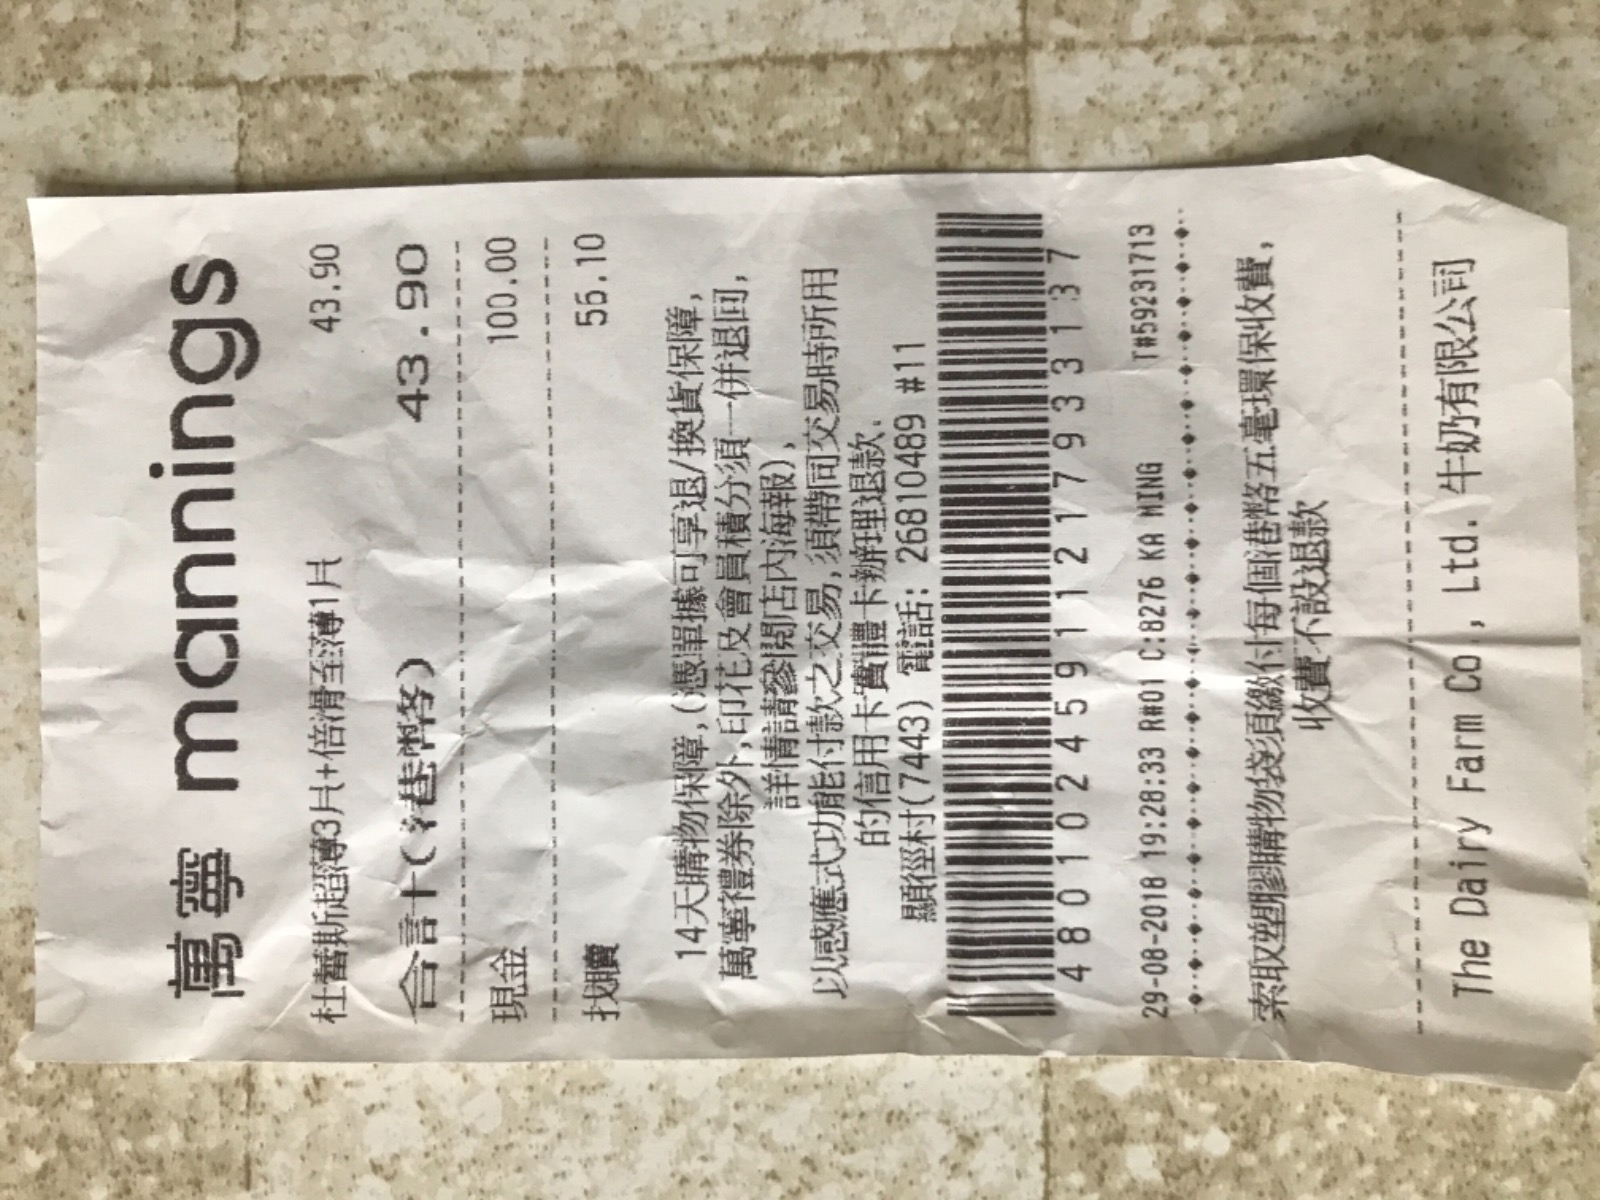 萬寧 mannings
杜蕾斯超薄3片+倍滑至薄1片 43.90
合計(港幣) 43.90
現金 100.00
找贖 56.10
14天購物保障,(憑單據可享退/換貨保障,
萬寧禮券除外,印花及會員積分須一併退回,
詳情請參閱店內海報),
以感應式功能付款之交易,須帶同交易時所用
的信用卡實體卡辦理退款.
顯徑村(7443) 電話: 26810489 #11
4801024591121793 3137
29-08-2018 19:28:33 R#01 C:8276 KA MING T#59231713
索取塑膠購物袋須繳付每個港幣五毫環保收費,
收費不設退款
The Dairy Farm Co., Ltd. 牛奶有限公司